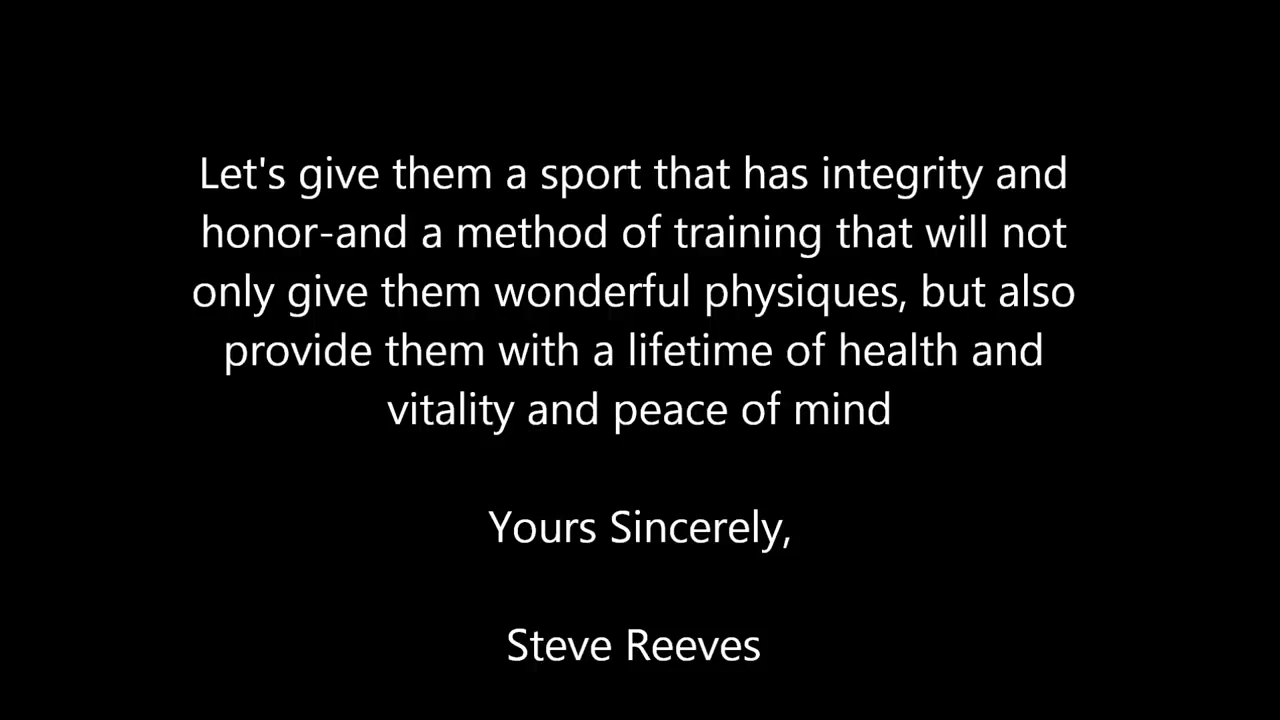 Let's give them a sport that has integrity and
honor-and a method of training that will not
only give them wonderful physiques, but also
provide them with a lifetime of health and
vitality and peace of mind
Yours Sincerely,
Steve Reeves